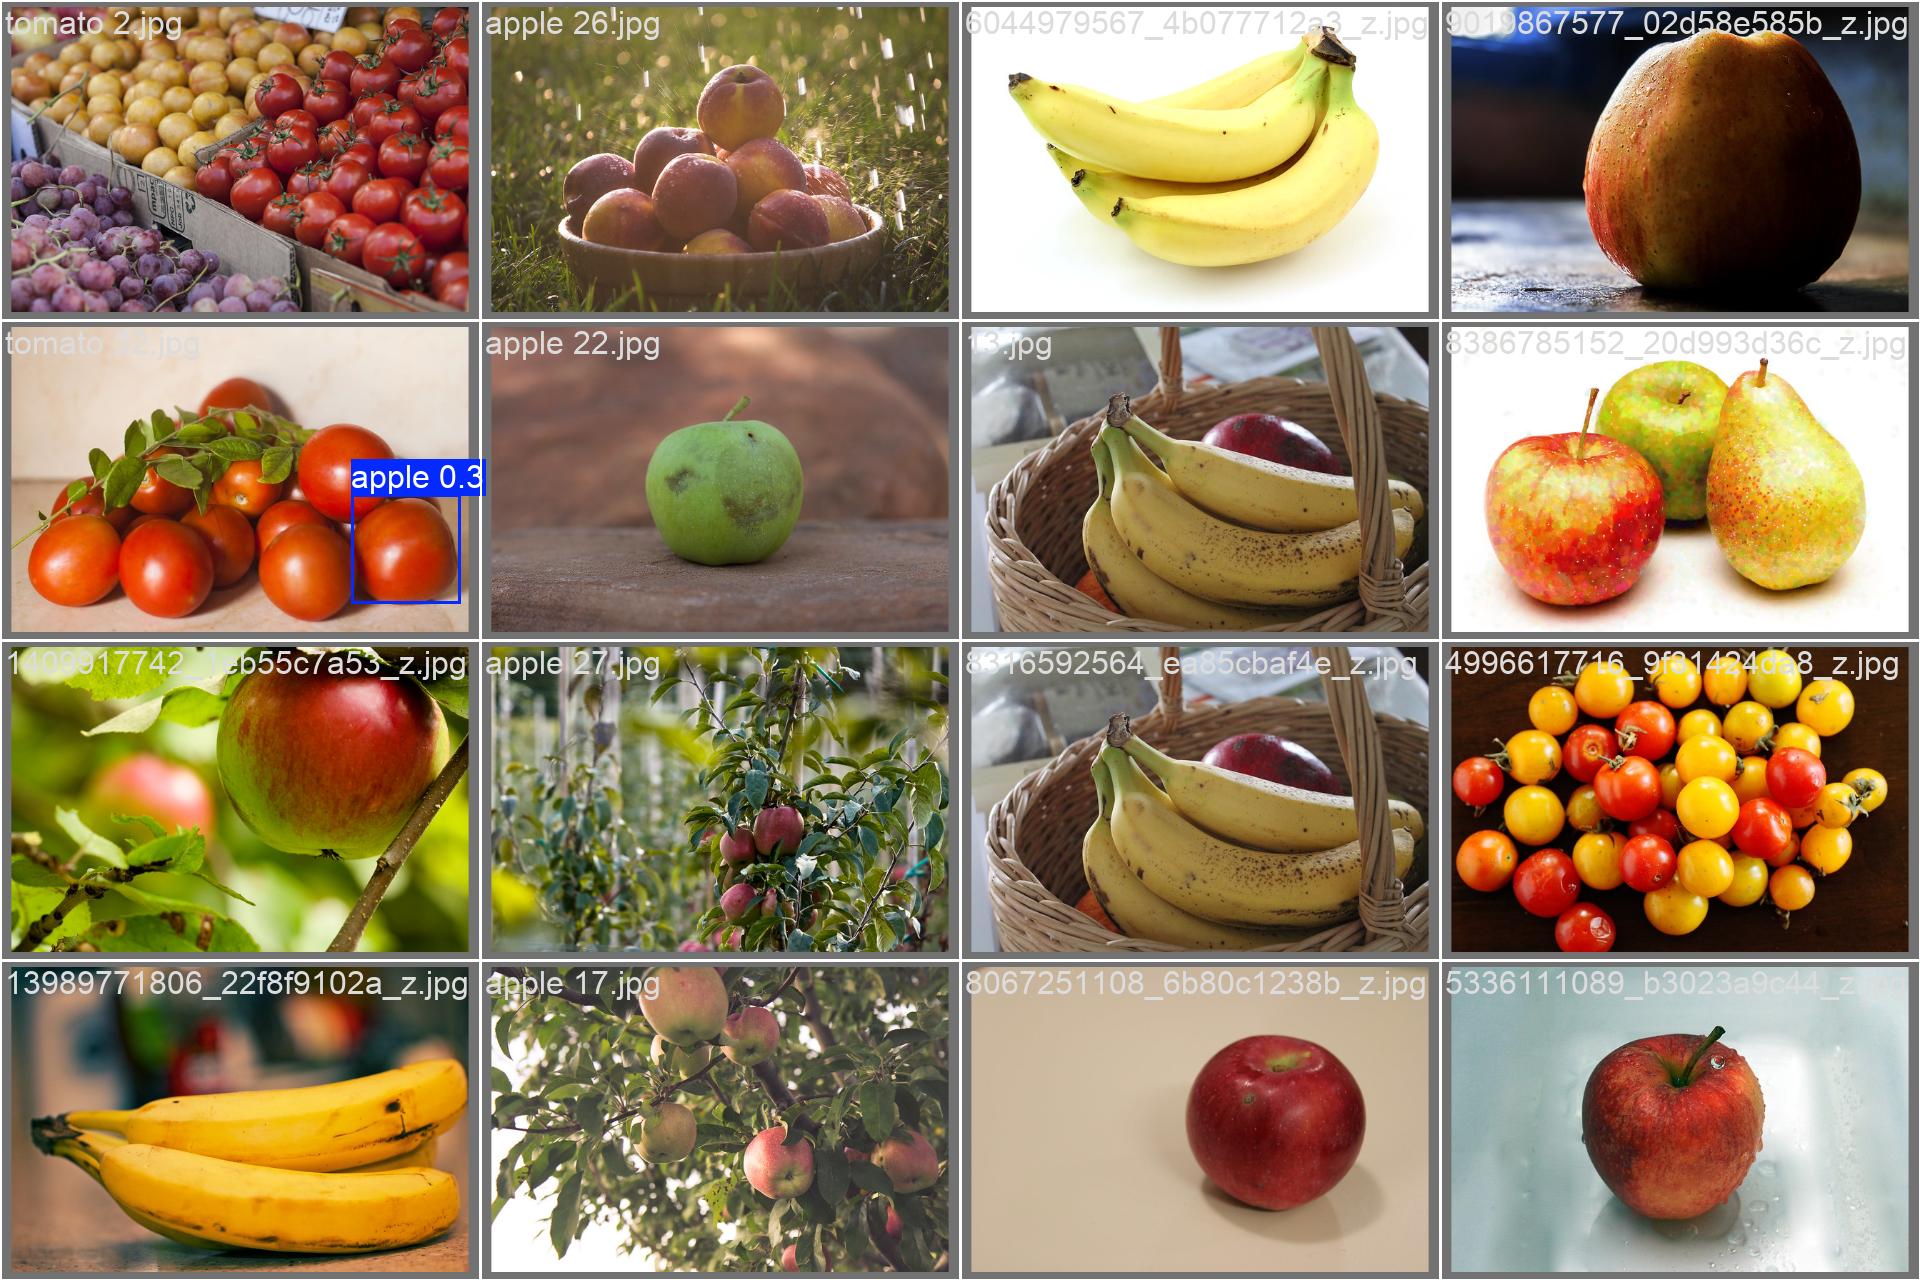 tomato 2.jpg
apple 26.jpg
6044979567_4b077712a3_z.jpg
9019867577_02d58e585b_z.jpg
tomato 12.jpg
apple 0.3
apple 22.jpg
13.jpg
8386785152_20d993d36c_z.jpg
1409917742_1eb55c7a53_z.jpg
apple 27.jpg
8316592564_ea85cbaf4e_z.jpg
4996617716_9f31424da8_z.jpg
13989771806_22f8f9102a_z.jpg
apple 17.jpg
8067251108_6b80c1238b_z.jpg
5336111089_b3023a9c44_z.jpg